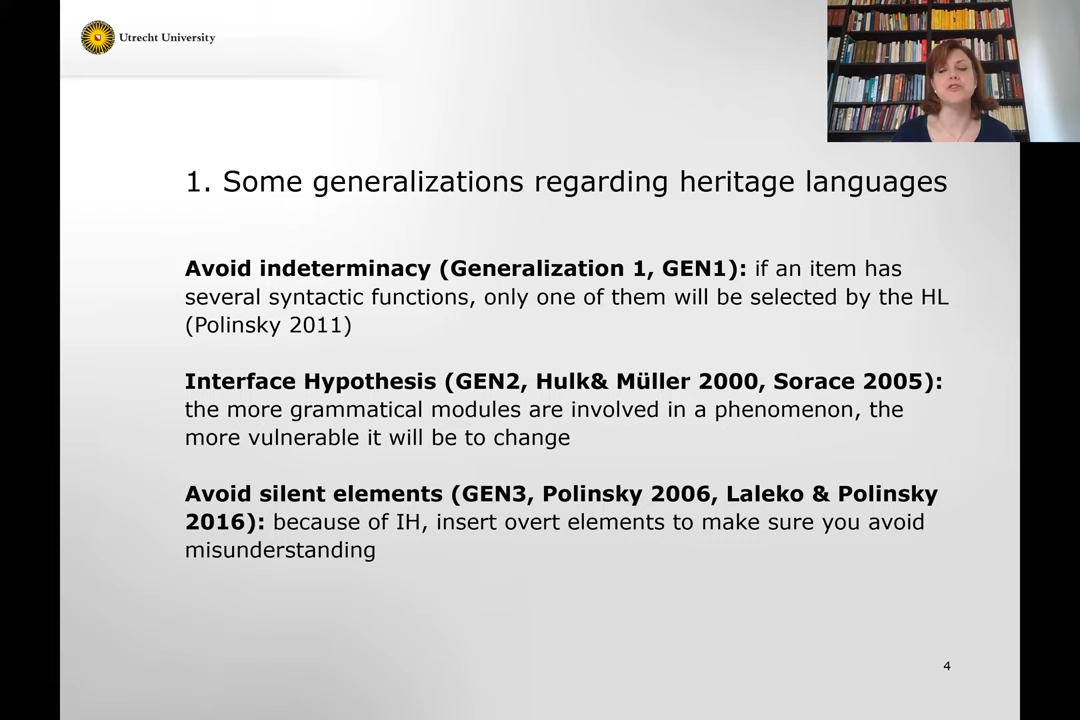 Utrecht University
1. Some generalizations regarding heritage languages
Avoid indeterminacy (Generalization 1, GEN1): if an item has
several syntactic functions, only one of them will be selected by the HL
(Polinsky 2011)
Interface Hypothesis (GEN2, Hulk& Müller 2000, Sorace 2005):
the more grammatical modules are involved in a phenomenon, the
more vulnerable it will be to change
Avoid silent elements (GEN3, Polinsky 2006, Laleko & Polinsky
2016): because of IH, insert overt elements to make sure you avoid
misunderstanding
4